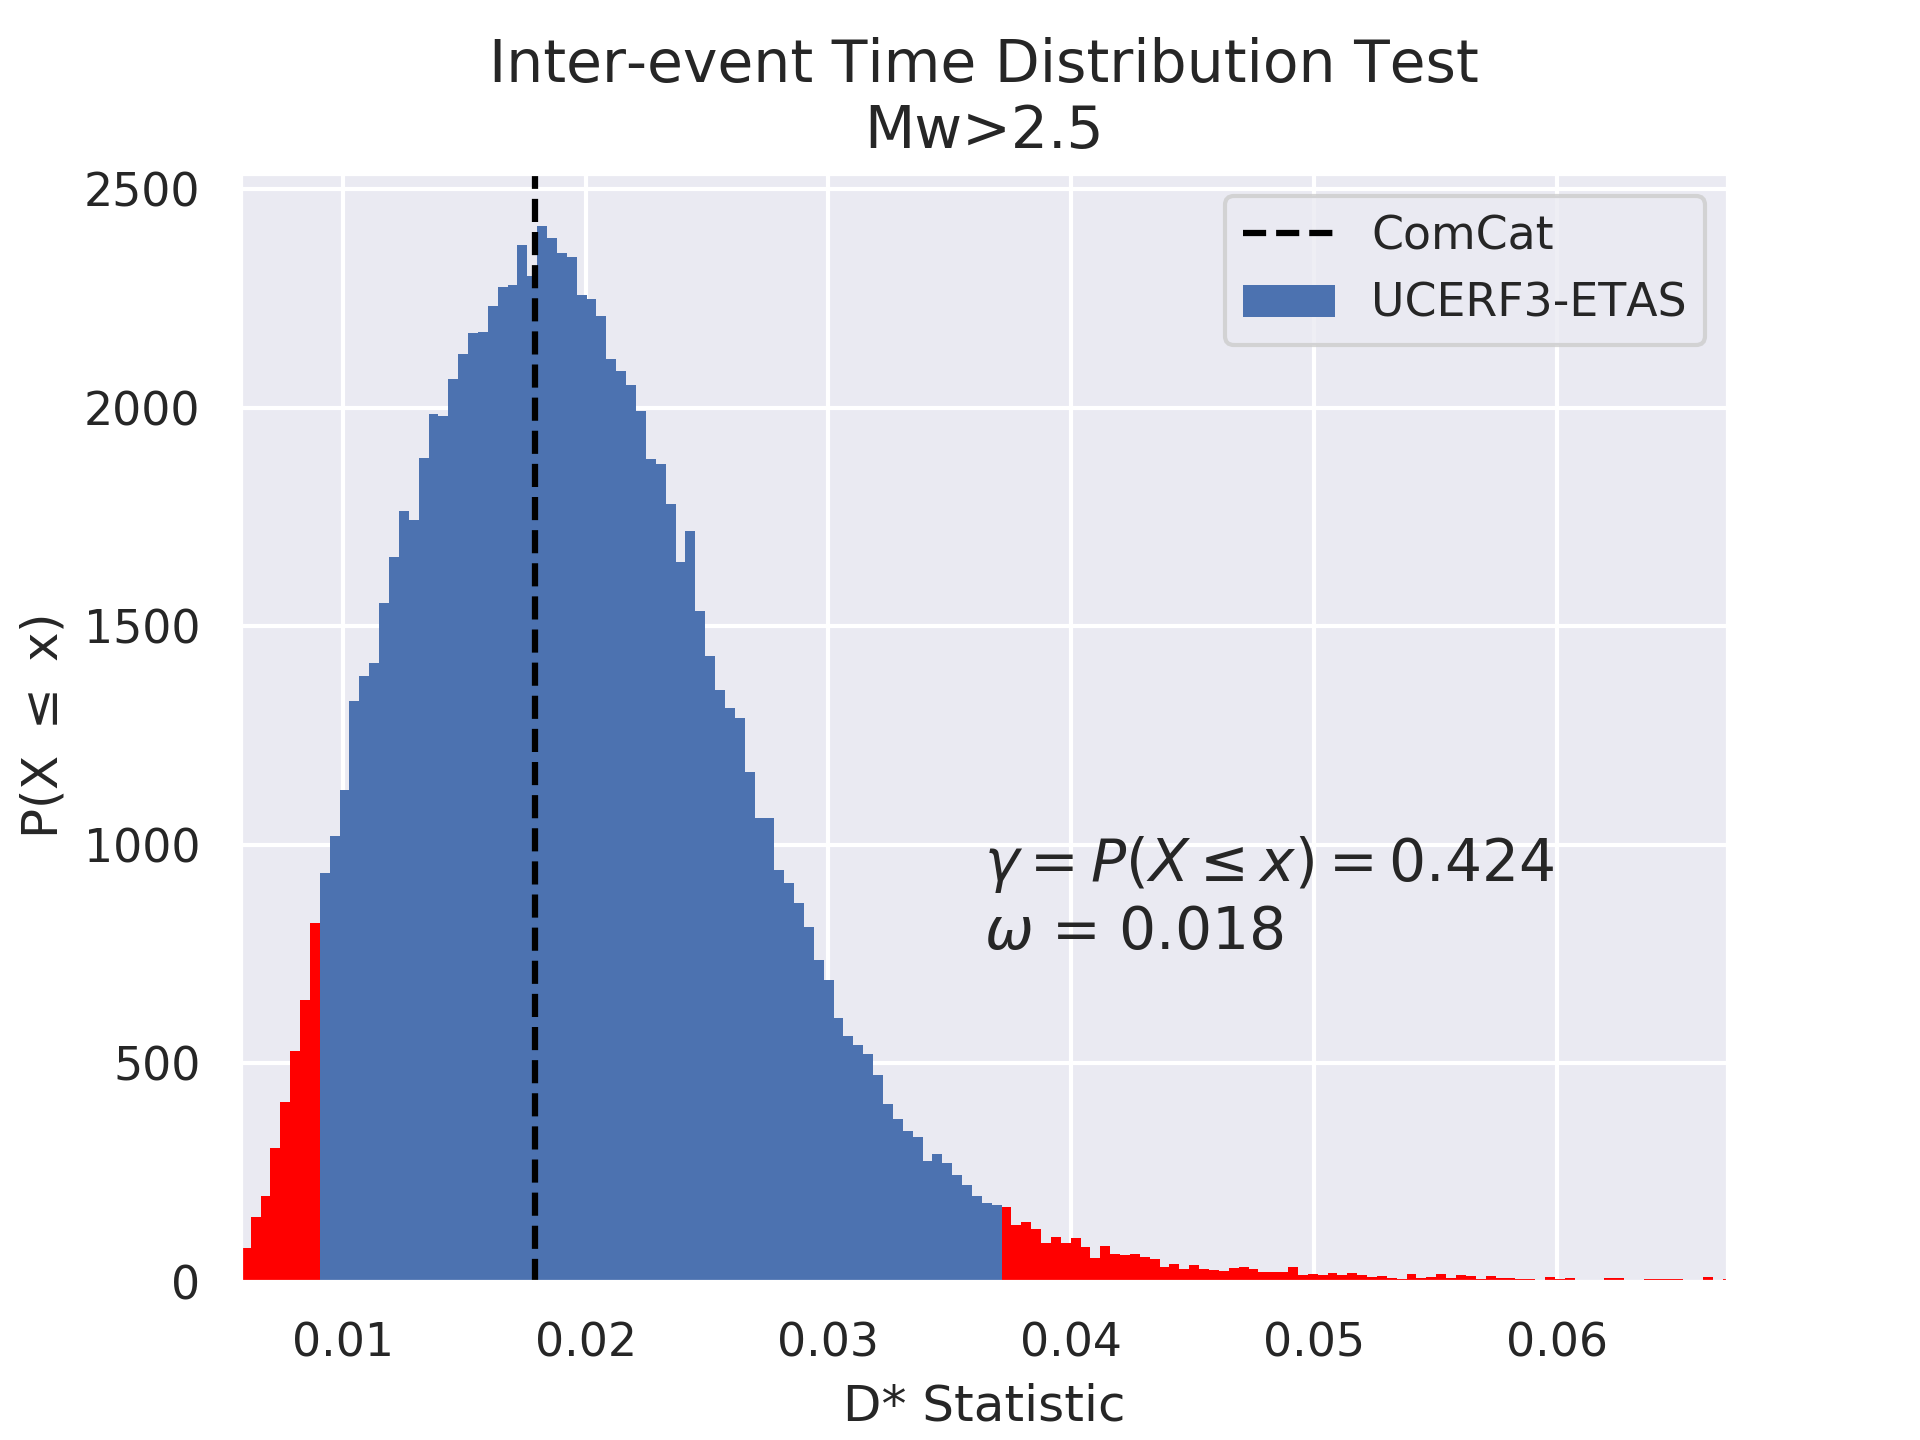 Inter-event Time Distribution Test
Mw>2.5
ComCat
UCERF3-ETAS
P(X ≤ x)
2500
2000
1500
1000
500
0
γ = P(X ≤ x) = 0.424
ω = 0.018
0.01 0.02 0.03 0.04 0.05 0.06
D* Statistic